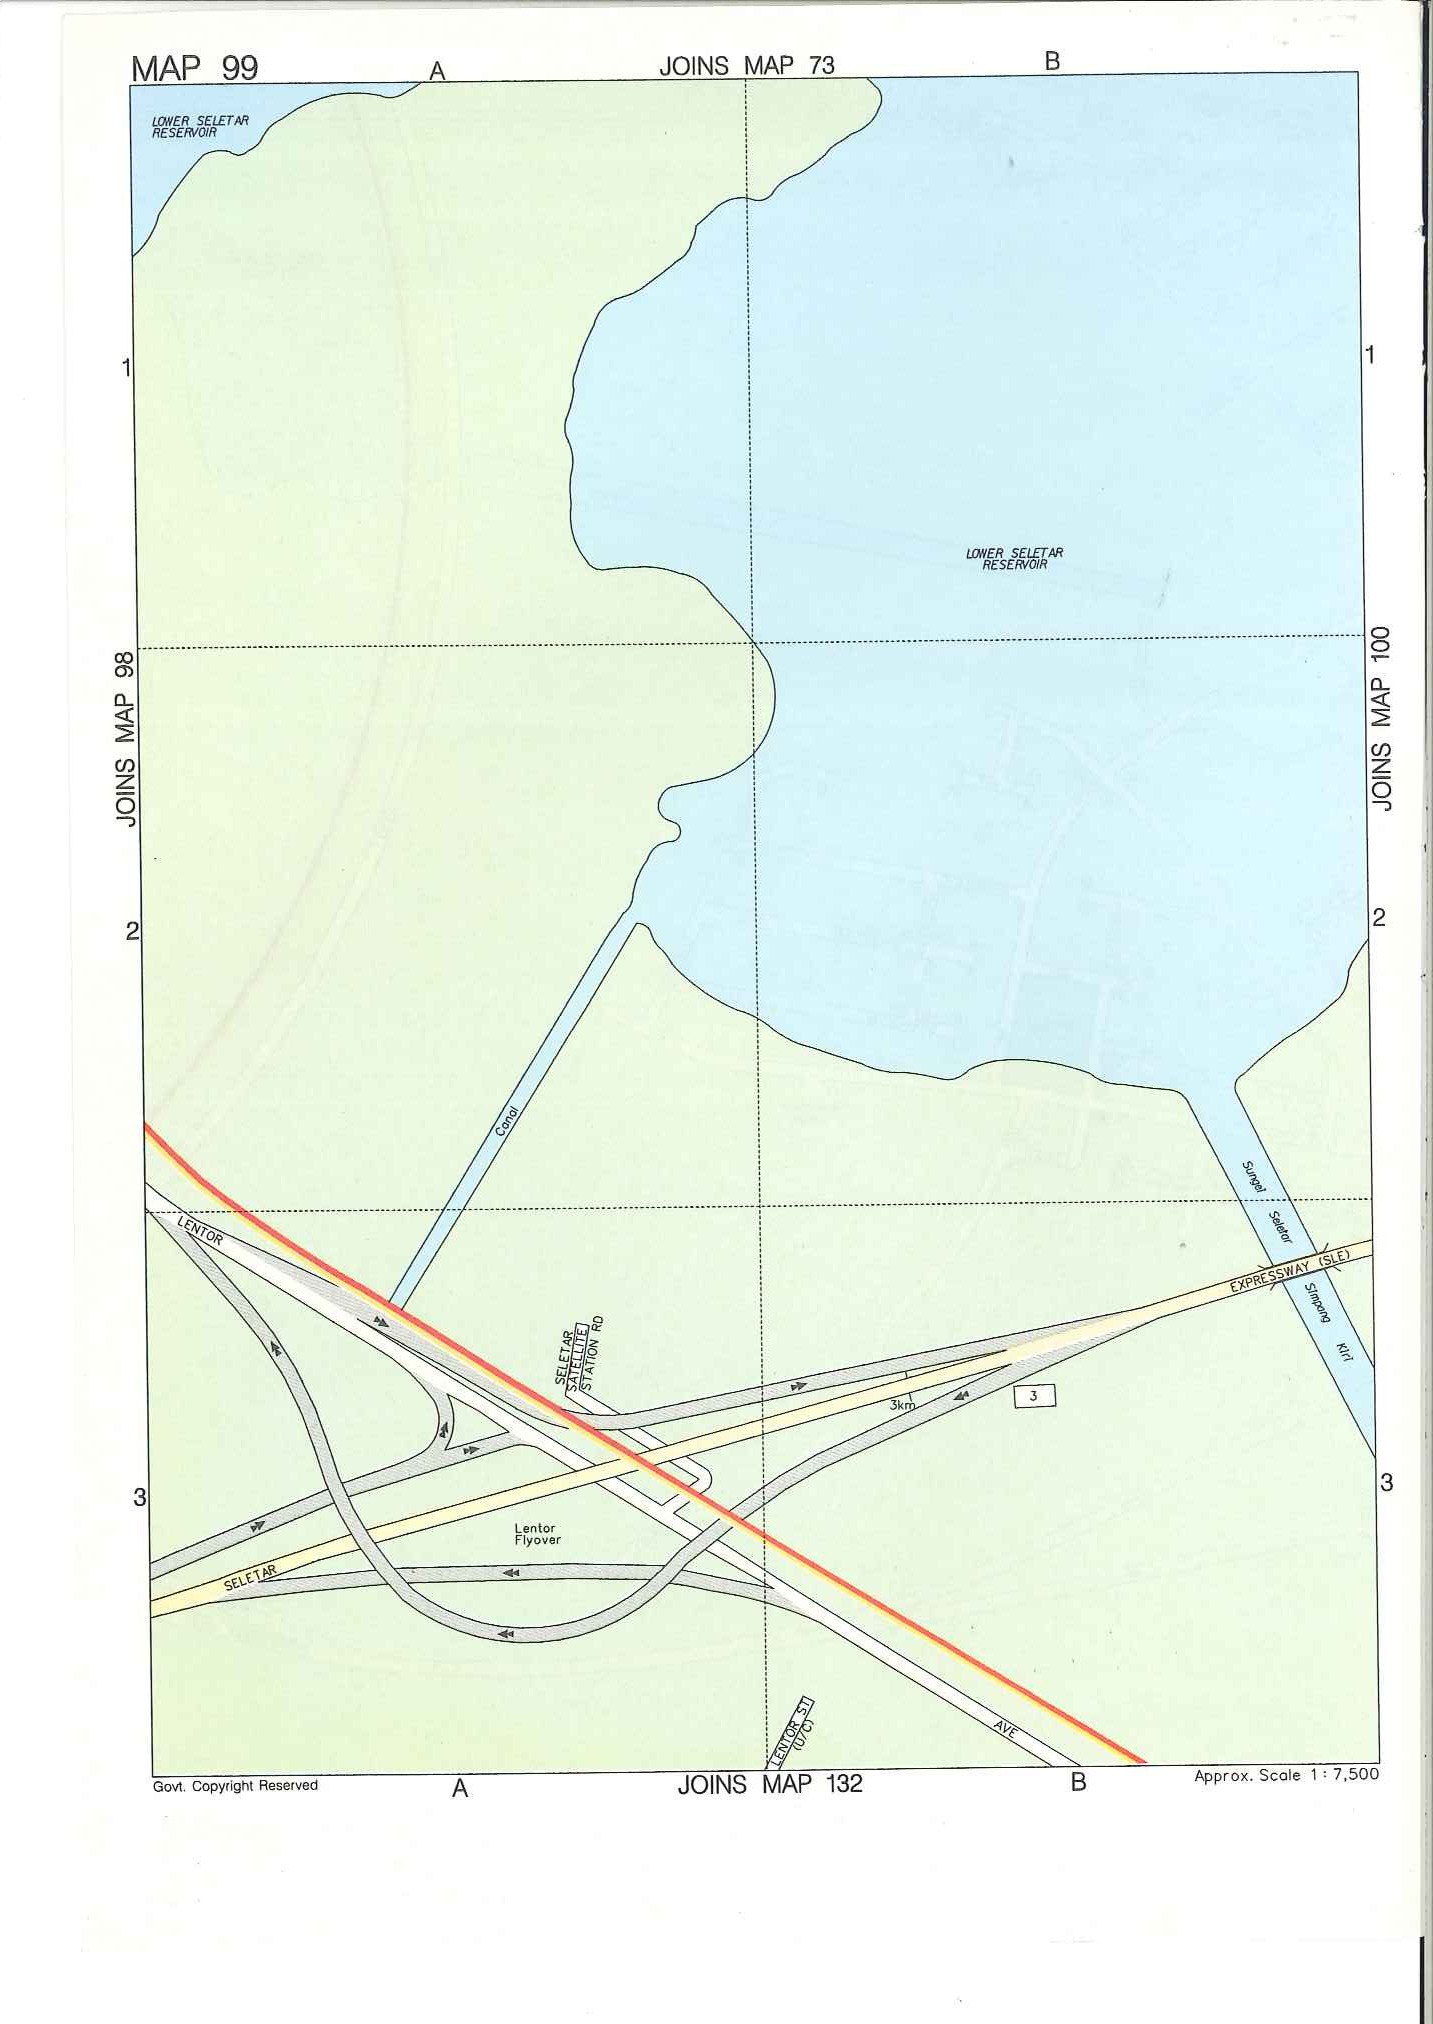 MAP 99
A
JOINS MAP 73
B
LOWER SELETAR
RESERVOIR
1
1
LOWER SELETAR
RESERVOIR
JOINS MAP 98
JOINS MAP 100
2
2
Canal
Sungei Seletar
LENTOR
EXPRESSWAY (SLE)
Simpang Kiri
SELETAR
SATELLITE
STATION RD
3km
3
3
3
Lentor
Flyover
SELETAR
LENTOR ST
(U/C)
AVE
Govt. Copyright Reserved
A
JOINS MAP 132
B
Approx. Scale 1 : 7,500